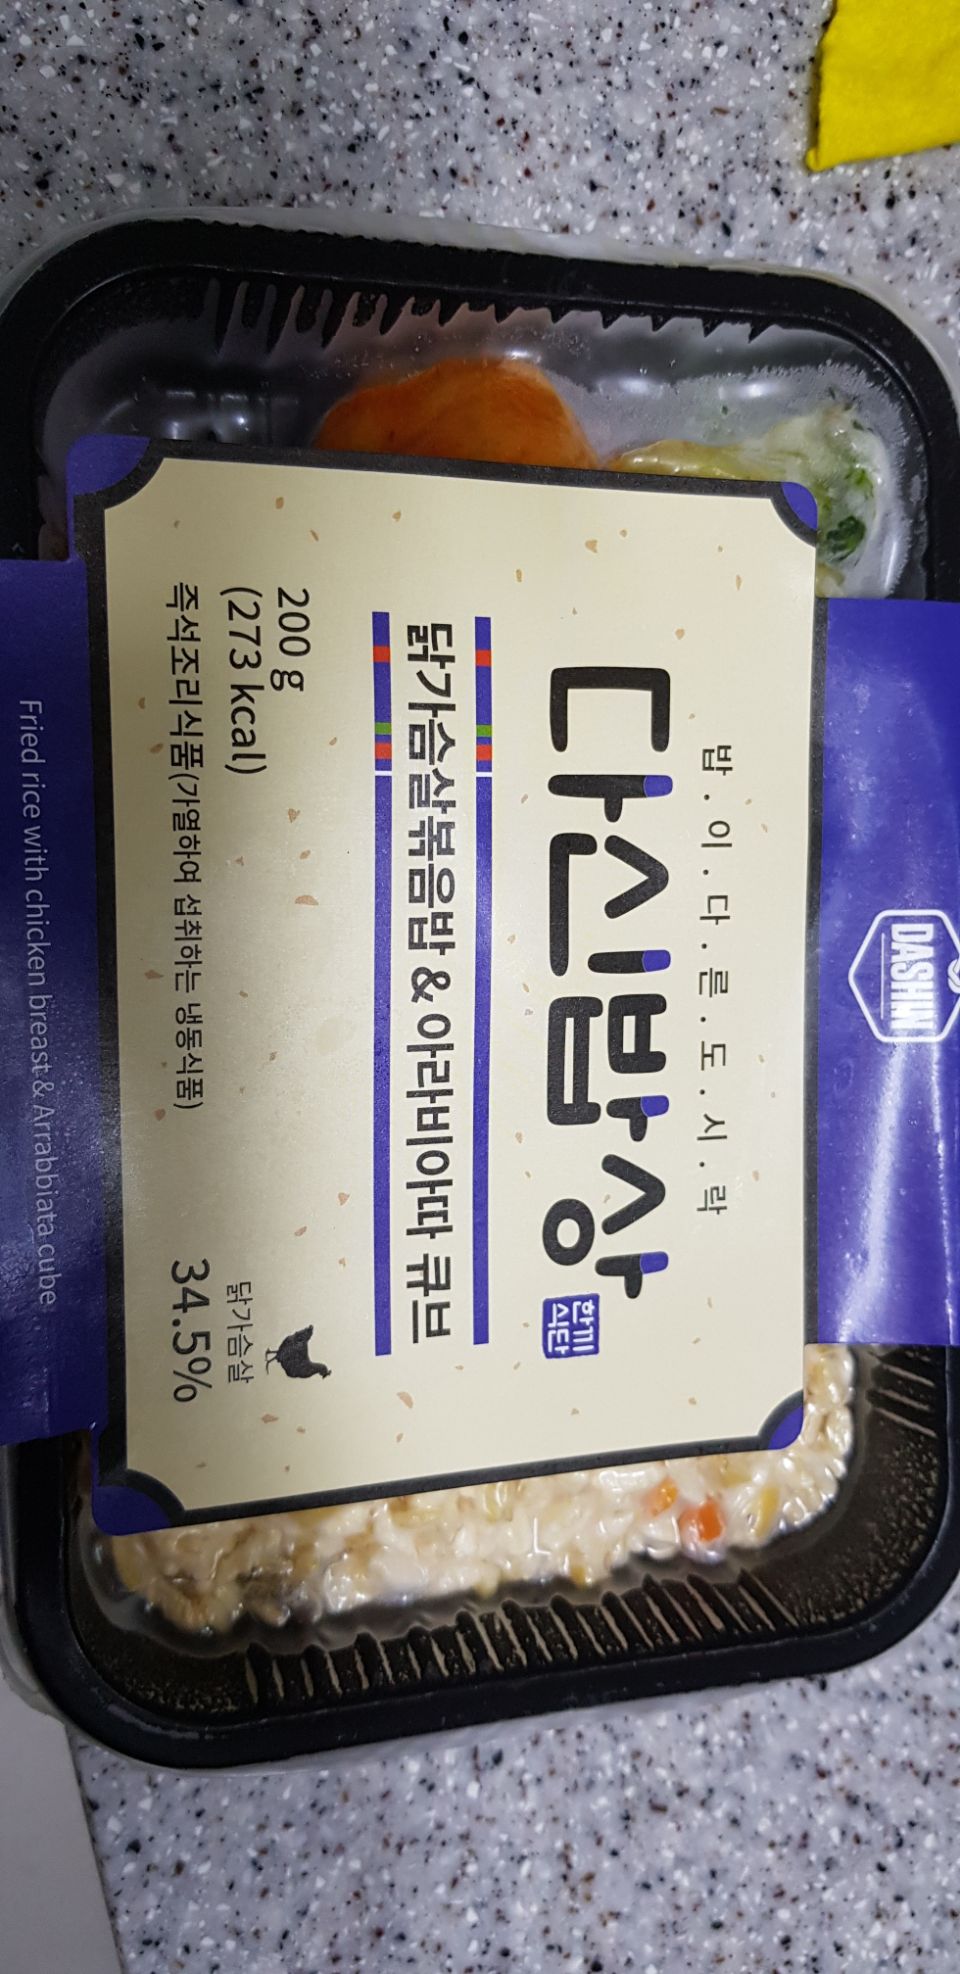 DASHIN
밥.이.다.른.도.시.락
다신밥상
한끼
식단
닭가슴살볶음밥 & 아라비아따 큐브
200 g
(273 kcal)
즉석조리식품(가열하여 섭취하는 냉동식품)
닭가슴살
34.5%
Fried rice with chicken breast & Arrabbiata cube